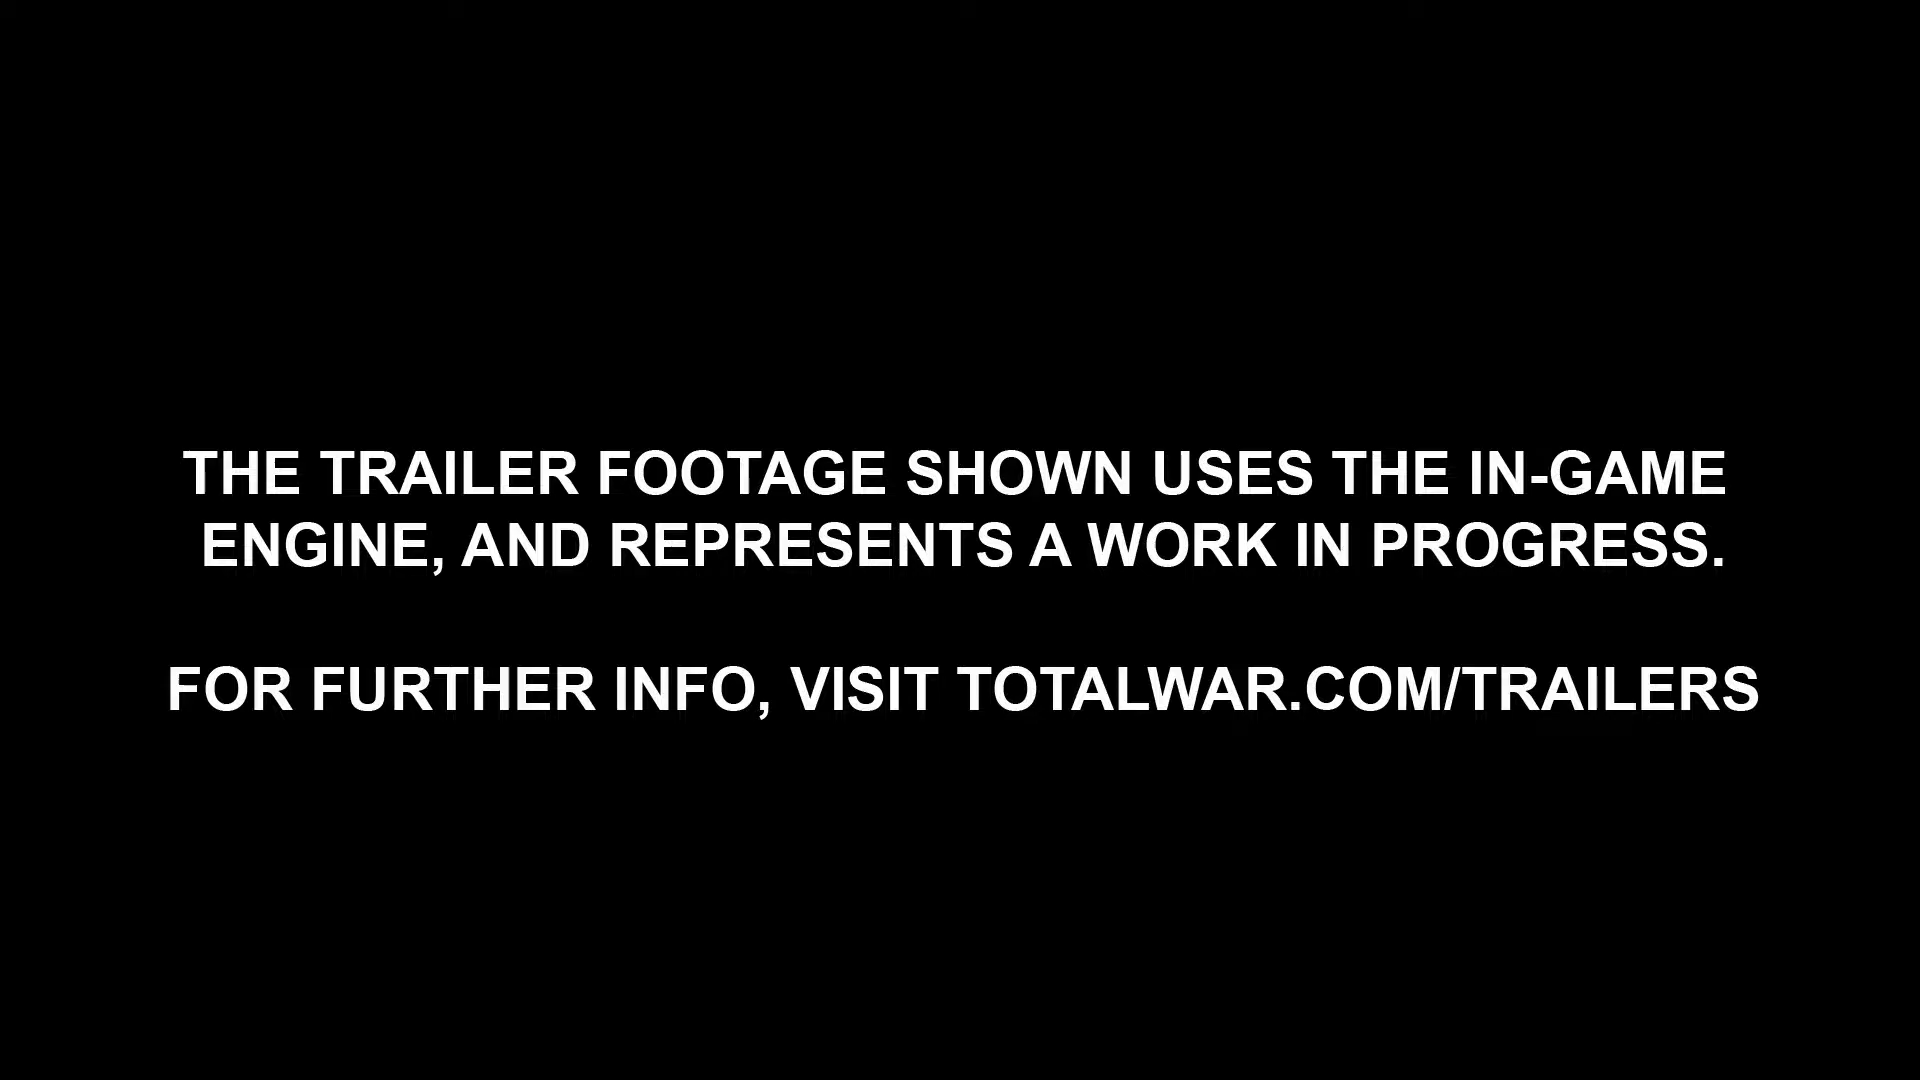 THE TRAILER FOOTAGE SHOWN USES THE IN-GAME
ENGINE, AND REPRESENTS A WORK IN PROGRESS.
FOR FURTHER INFO, VISIT TOTALWAR.COM/TRAILERS